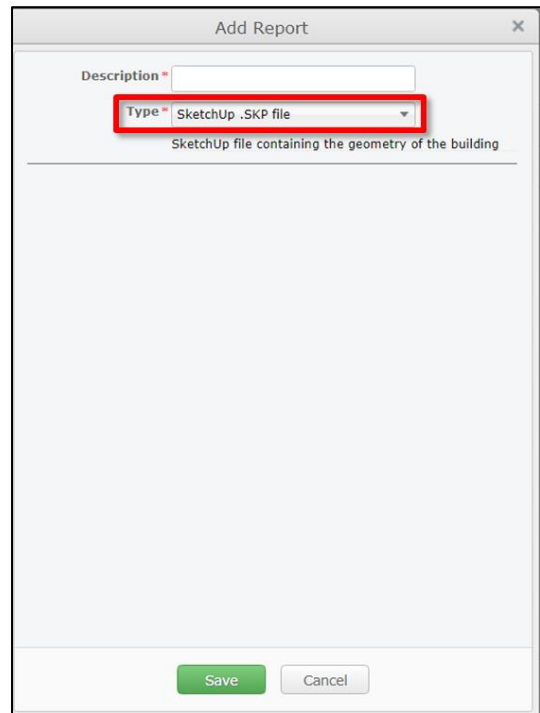 Add Report ×
Description *
Type * SketchUp .SKP file
SketchUp file containing the geometry of the building
Save Cancel